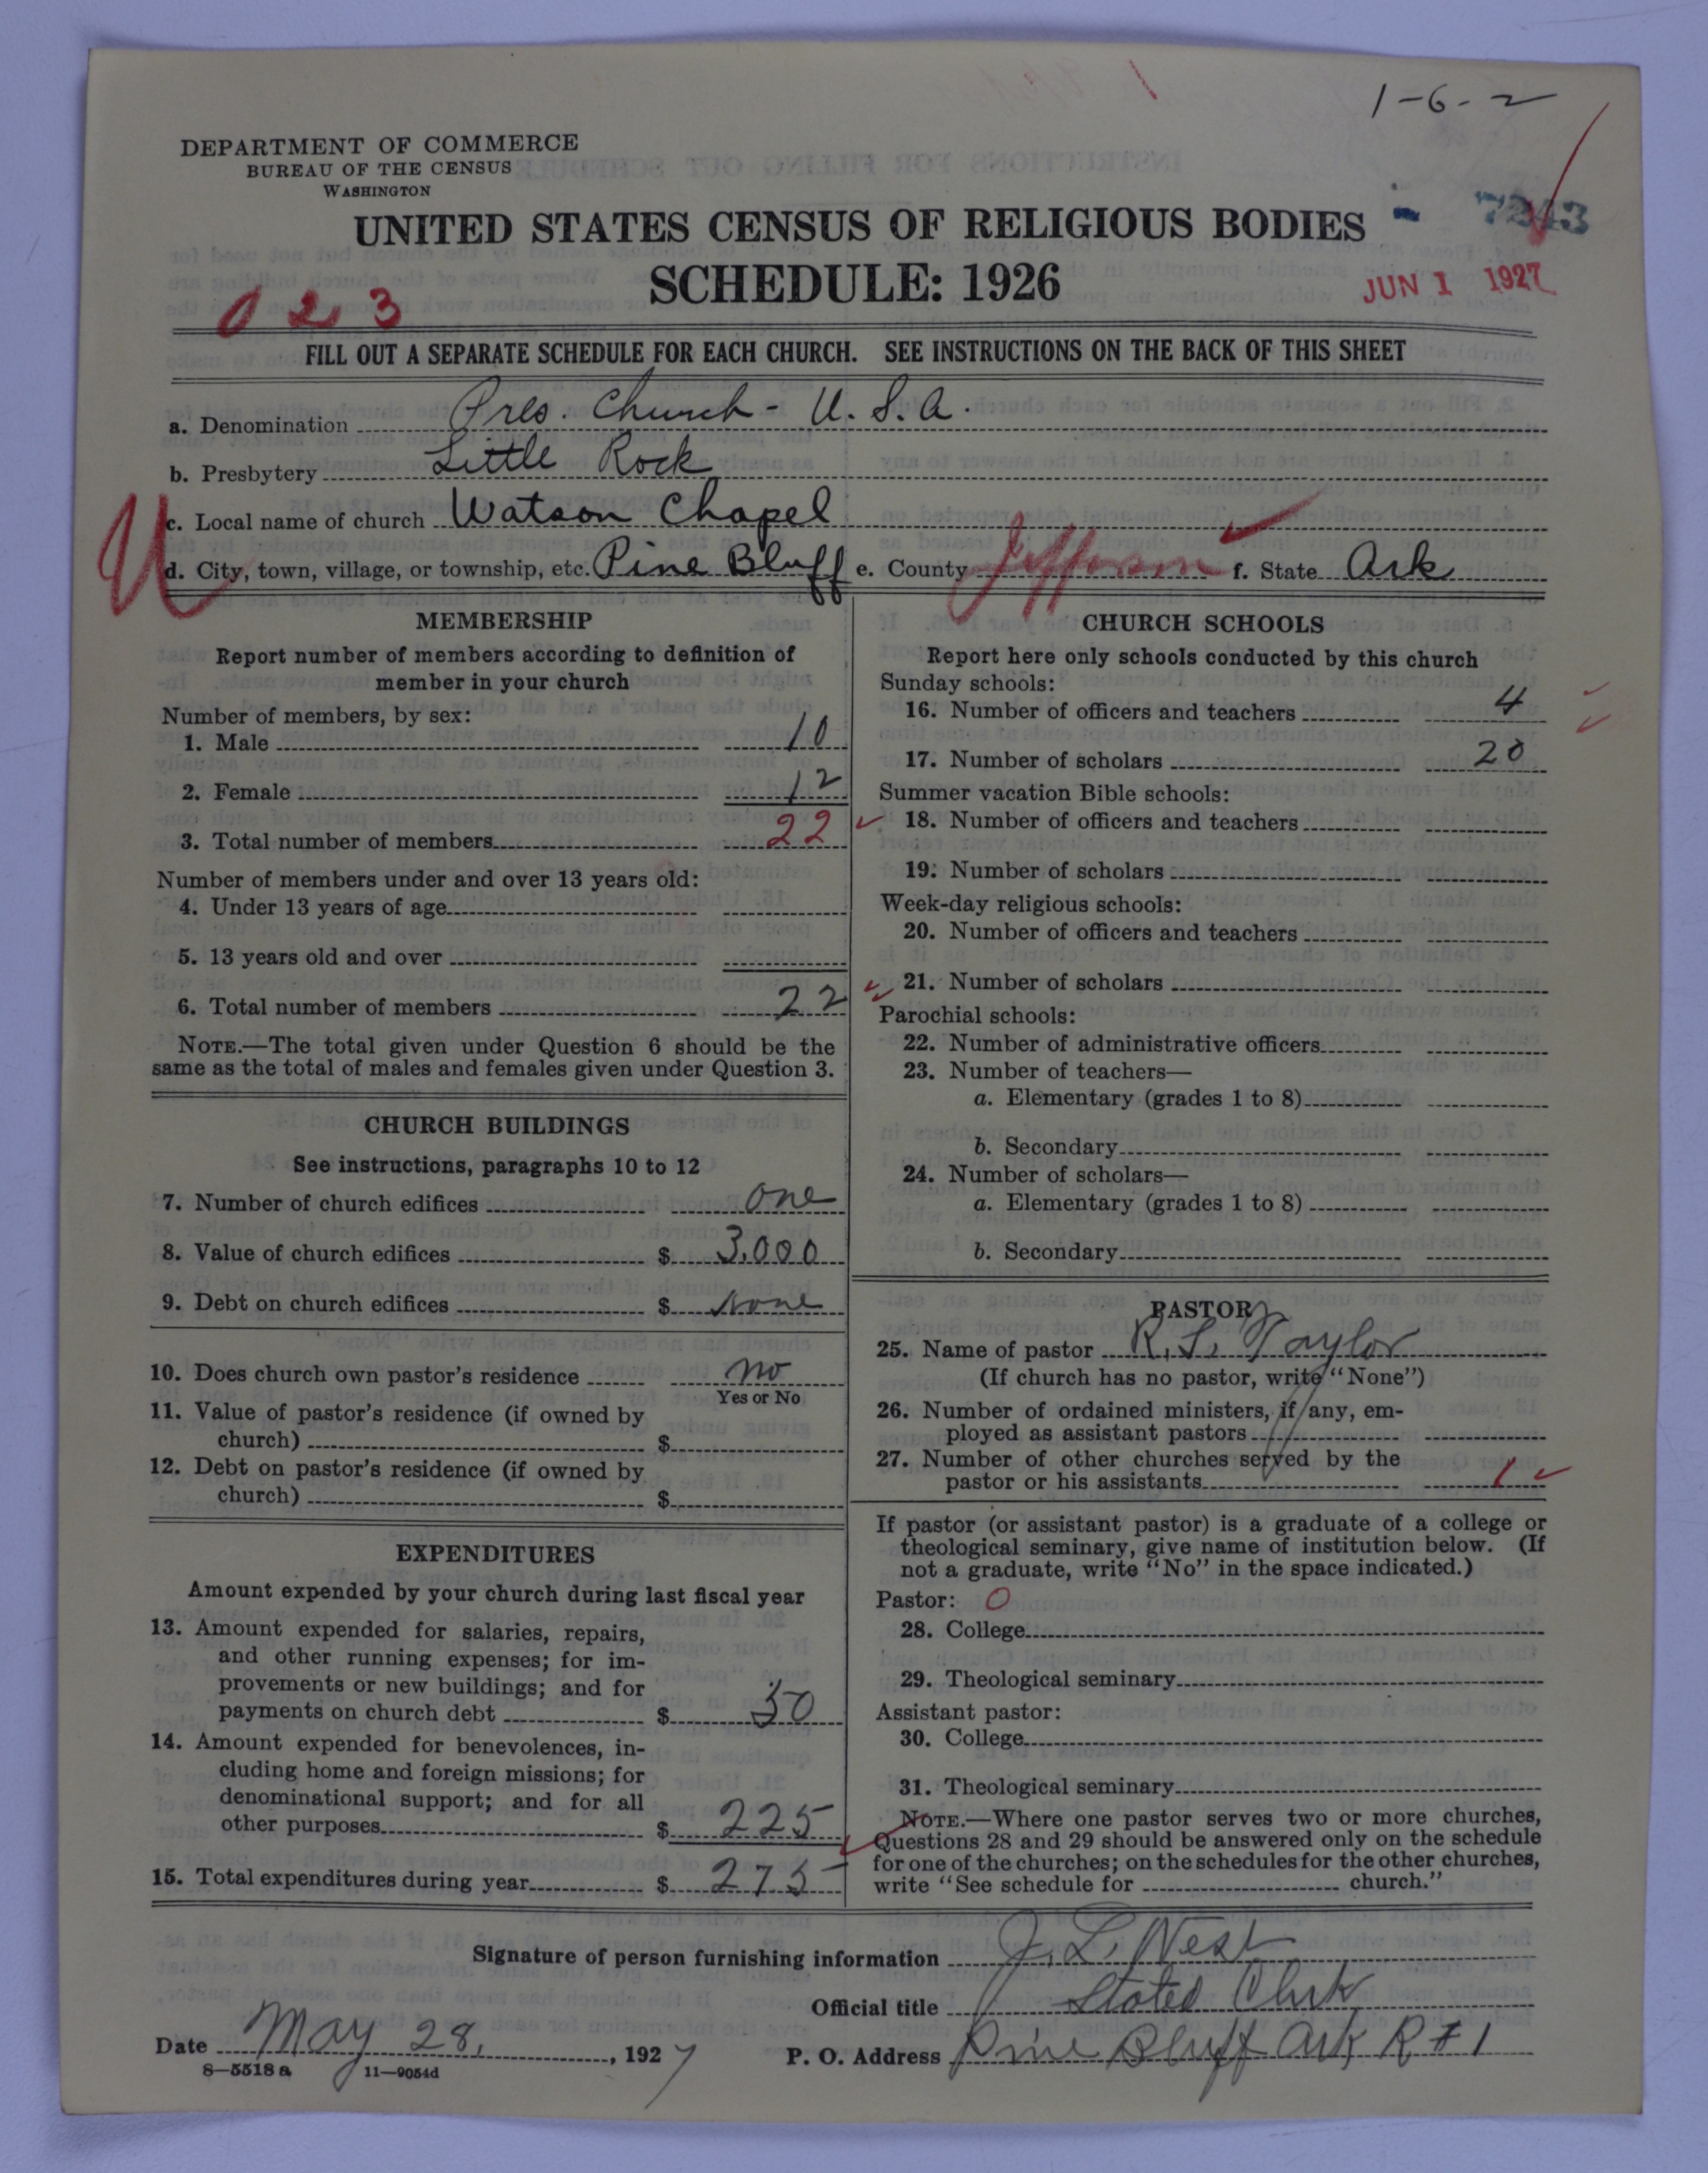 1-6-2
DEPARTMENT OF COMMERCE
BUREAU OF THE CENSUS
WASHINGTON
UNITED STATES CENSUS OF RELIGIOUS BODIES
SCHEDULE: 1926
JUN 1 1927
0 2 3
FILL OUT A SEPARATE SCHEDULE FOR EACH CHURCH. SEE INSTRUCTIONS ON THE BACK OF THIS SHEET
a. Denomination Pres. Church - U. S. A.
b. Presbytery Little Rock
c. Local name of church Watson Chapel
d. City, town, village, or township, etc. Pine Bluff e. County Jefferson f. State Ark
MEMBERSHIP
Report number of members according to definition of
member in your church
Number of members, by sex:
1. Male 10
2. Female 12
3. Total number of members 22
Number of members under and over 13 years old:
4. Under 13 years of age
5. 13 years old and over
6. Total number of members 22
NOTE.—The total given under Question 6 should be the
same as the total of males and females given under Question 3.
CHURCH BUILDINGS
See instructions, paragraphs 10 to 12
7. Number of church edifices one
8. Value of church edifices $ 3,000
9. Debt on church edifices $ None
10. Does church own pastor's residence no
Yes or No
11. Value of pastor's residence (if owned by
church) $
12. Debt on pastor's residence (if owned by
church) $
EXPENDITURES
Amount expended by your church during last fiscal year
13. Amount expended for salaries, repairs,
and other running expenses; for im-
provements or new buildings; and for
payments on church debt $ 50
14. Amount expended for benevolences, in-
cluding home and foreign missions; for
denominational support; and for all
other purposes $ 225
15. Total expenditures during year $ 275
CHURCH SCHOOLS
Report here only schools conducted by this church
Sunday schools:
16. Number of officers and teachers 4
17. Number of scholars 20
Summer vacation Bible schools:
18. Number of officers and teachers
19. Number of scholars
Week-day religious schools:
20. Number of officers and teachers
21. Number of scholars
Parochial schools:
22. Number of administrative officers
23. Number of teachers—
a. Elementary (grades 1 to 8)
b. Secondary
24. Number of scholars—
a. Elementary (grades 1 to 8)
b. Secondary
PASTOR
25. Name of pastor R. S. Taylor
(If church has no pastor, write "None")
26. Number of ordained ministers, if any, em-
ployed as assistant pastors
27. Number of other churches served by the
pastor or his assistants 1
If pastor (or assistant pastor) is a graduate of a college or
theological seminary, give name of institution below. (If
not a graduate, write "No" in the space indicated.)
Pastor: O
28. College
29. Theological seminary
Assistant pastor:
30. College
31. Theological seminary
NOTE.—Where one pastor serves two or more churches,
Questions 28 and 29 should be answered only on the schedule
for one of the churches; on the schedules for the other churches,
write "See schedule for church."
Signature of person furnishing information J. L. West
Official title Stated Clerk
Date May 28, 1927 P. O. Address Pine Bluff Ark R #1
8—5518 a 11—9054d